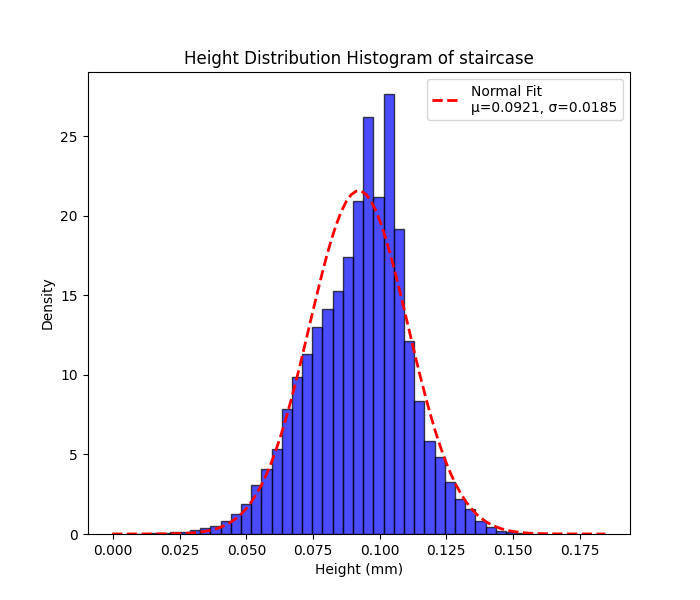 Height Distribution Histogram of staircase
Normal Fit
μ=0.0921, σ=0.0185
25
20
15
10
5
0
Density
0.000 0.025 0.050 0.075 0.100 0.125 0.150 0.175
Height (mm)